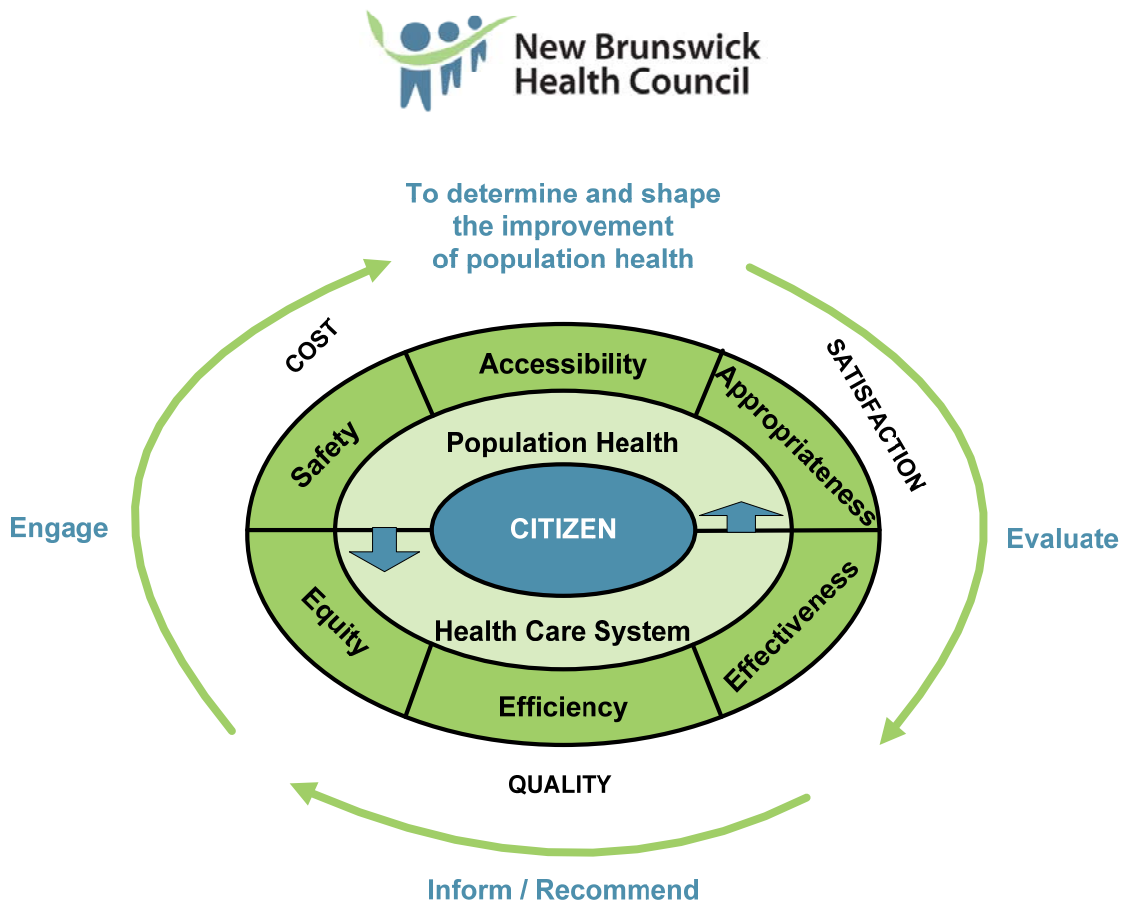 New Brunswick
Health Council
To determine and shape
the improvement
of population health
COST
SATISFACTION
Accessibility
Appropriateness
Safety
Population Health
Engage
CITIZEN
Evaluate
Equity
Health Care System
Effectiveness
Efficiency
QUALITY
Inform / Recommend